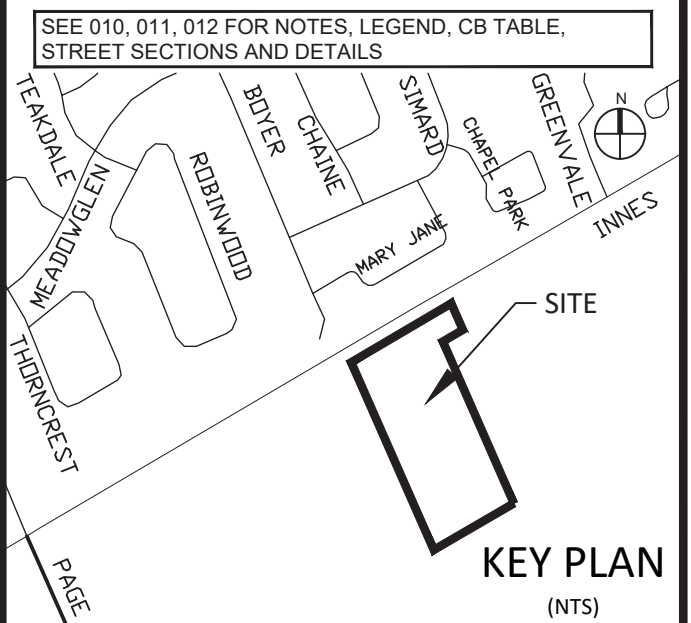 SEE 010, 011, 012 FOR NOTES, LEGEND, CB TABLE,
STREET SECTIONS AND DETAILS
TEAKDALE
MEADOWGLEN
ROBINWOOD
BOYER
CHAINE
SIMARD
CHAPEL PARK
GREENVALE
N
INNES
MARY JANE
SITE
THORNCREST
PAGE
KEY PLAN
(NTS)